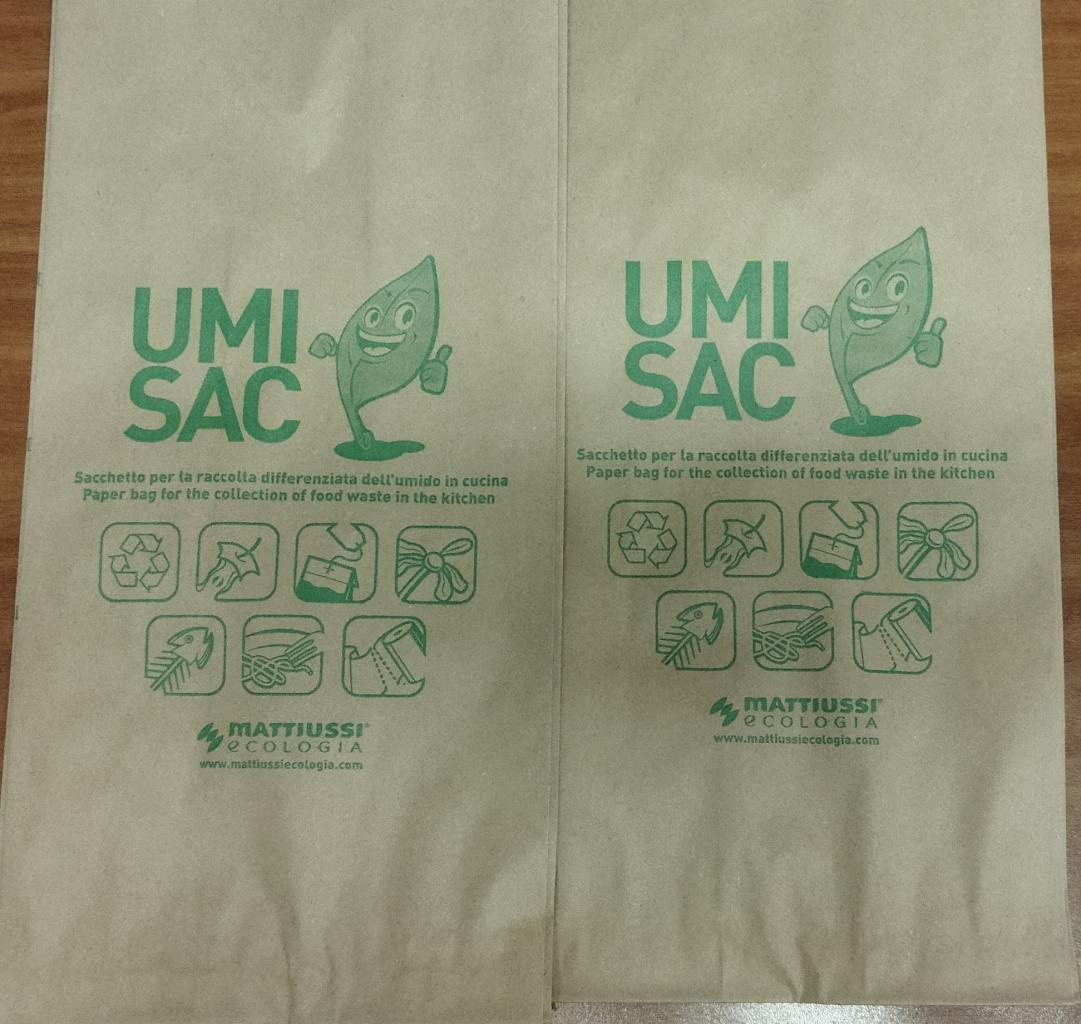 UMI
SAC
Sacchetto per la raccolta differenziata dell'umido in cucina
Paper bag for the collection of food waste in the kitchen
MATTIUSSI®
eCOLOGIA
www.mattiussiecologia.com
UMI
SAC
Sacchetto per la raccolta differenziata dell'umido in cucina
Paper bag for the collection of food waste in the kitchen
MATTIUSSI®
eCOLOGIA
www.mattiussiecologia.com